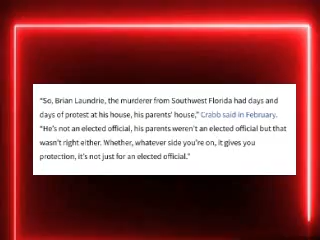 "So, Brian Laundrie, the murderer from Southwest Florida had days and
days of protest at his house, his parents' house," Crabb said in February.
"He's not an elected official, his parents weren't an elected official but that
wasn't right either. Whether, whatever side you're on, it gives you
protection, it's not just for an elected official."